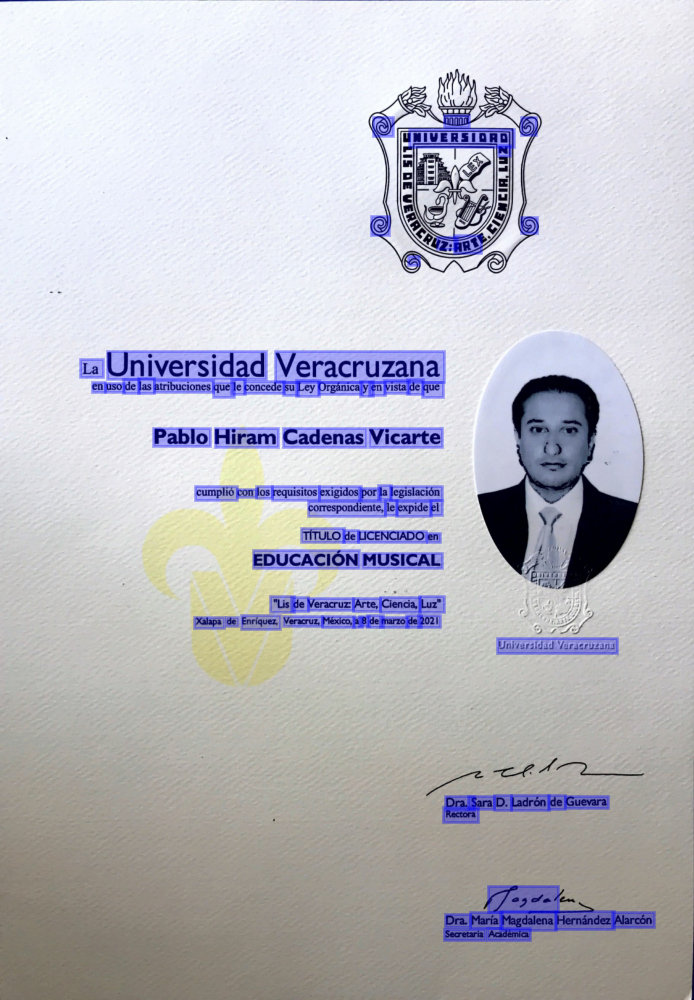 UNIVERSIDAD
LIS DE VERACRUZ: ARTE, CIENCIA, LUZ
LEX
La Universidad Veracruzana
en uso de las atribuciones que le concede su Ley Orgánica y en vista de que
Pablo Hiram Cadenas Vicarte
cumplió con los requisitos exigidos por la legislación
correspondiente, le expide el
TÍTULO de LICENCIADO en
EDUCACIÓN MUSICAL
"Lis de Veracruz: Arte, Ciencia, Luz"
Xalapa de Enríquez, Veracruz, México, a 8 de marzo de 2021
Universidad Veracruzana
Dra. Sara D. Ladrón de Guevara
Rectora
Magdalena
Dra. María Magdalena Hernández Alarcón
Secretaria Académica